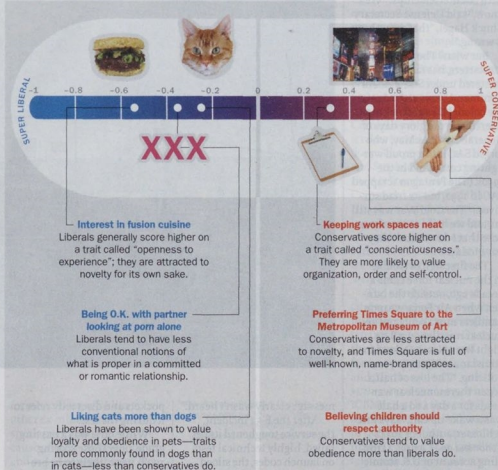 -1 -0.8 -0.6 -0.4 -0.2 0 0.2 0.4 0.6 0.8 1
SUPER LIBERAL
SUPER CONSERVATIVE
XXX
Interest in fusion cuisine
Liberals generally score higher on
a trait called “openness to
experience”; they are attracted to
novelty for its own sake.
Being O.K. with partner
looking at porn alone
Liberals tend to have less
conventional notions of
what is proper in a committed
or romantic relationship.
Liking cats more than dogs
Liberals have been shown to value
loyalty and obedience in pets—traits
more commonly found in dogs than
in cats—less than conservatives do.
Keeping work spaces neat
Conservatives score higher on
a trait called “conscientiousness.”
They are more likely to value
organization, order and self-control.
Preferring Times Square to the
Metropolitan Museum of Art
Conservatives are less attracted
to novelty, and Times Square is full of
well-known, name-brand spaces.
Believing children should
respect authority
Conservatives tend to value
obedience more than liberals do.